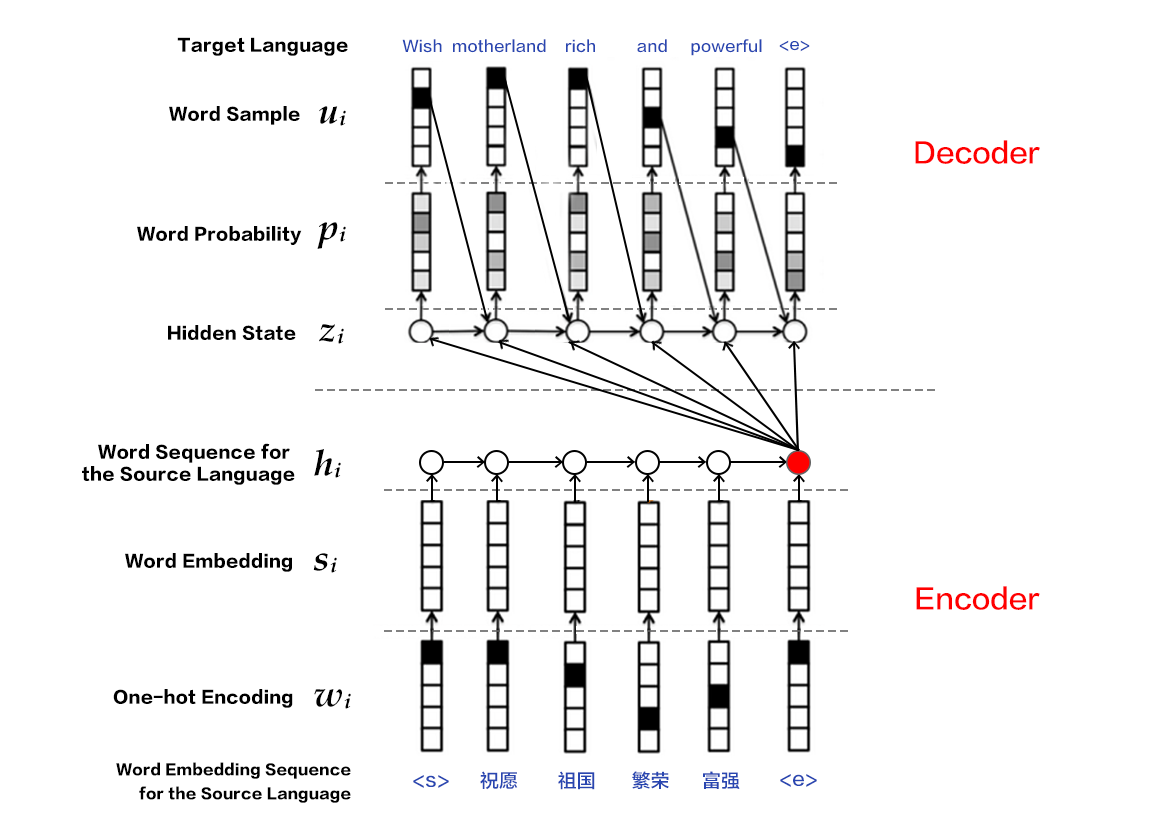 Target Language
Wish motherland rich and powerful <e>
Word Sample u_i
Decoder
Word Probability p_i
Hidden State z_i
Word Sequence for
the Source Language h_i
Word Embedding s_i
Encoder
One-hot Encoding w_i
Word Embedding Sequence
for the Source Language
<s> 祝愿 祖国 繁荣 富强 <e>